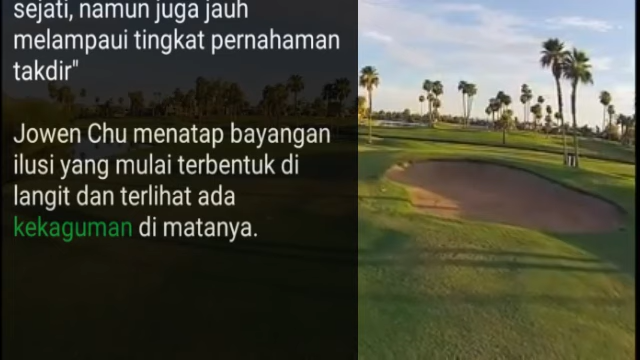 sejati, namun juga jauh
melampaui tingkat pernahaman
takdir"
Jowen Chu menatap bayangan
ilusi yang mulai terbentuk di
langit dan terlihat ada
kekaguman di matanya.